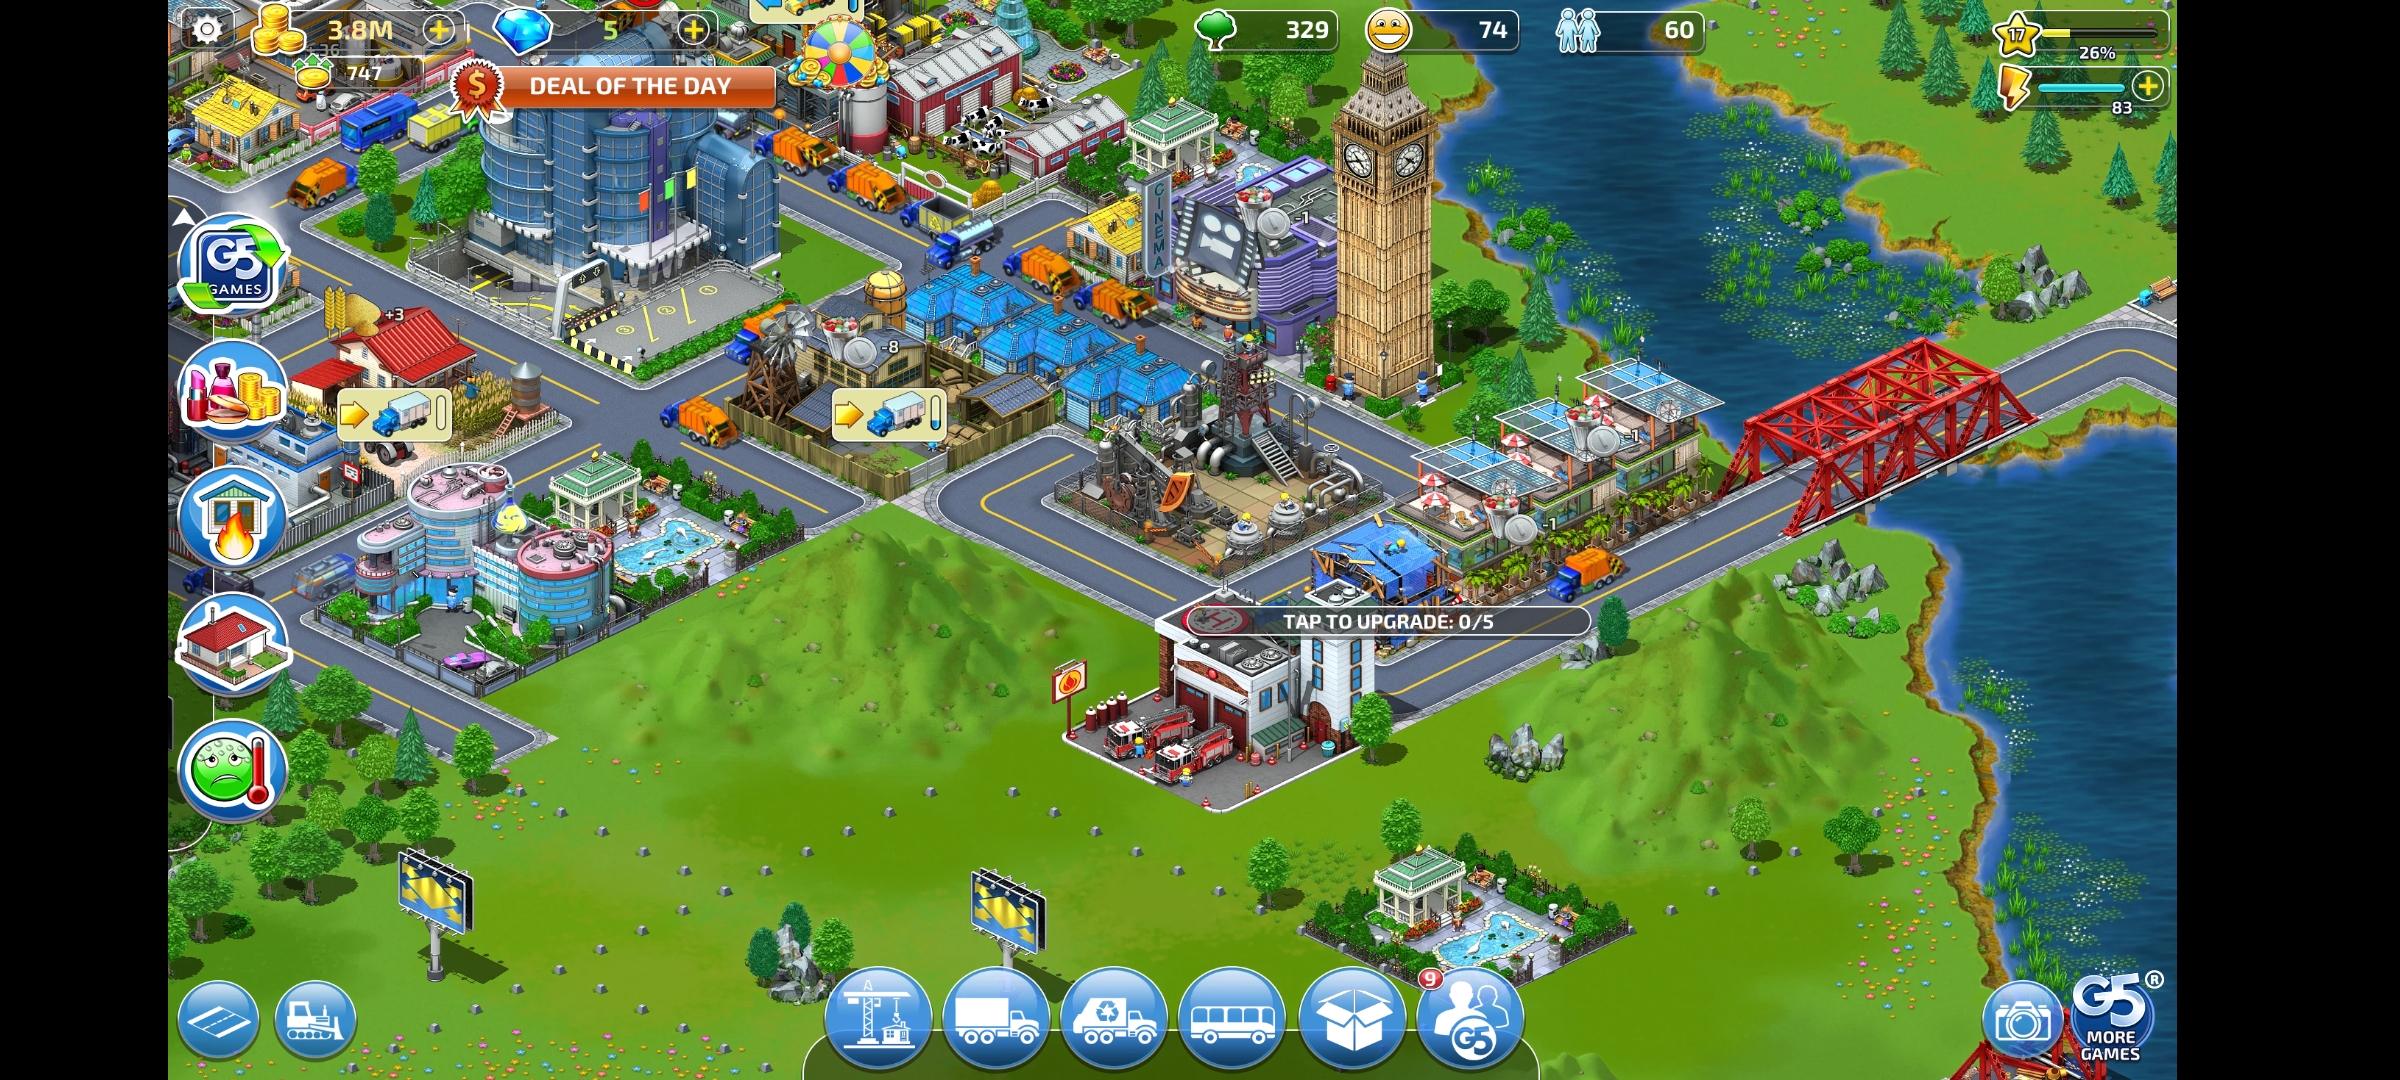 3.8M
5
329
74
60
17
26%
747
DEAL OF THE DAY
83
CINEMA
-1
G5
GAMES
+3
-8
-1
-1
TAP TO UPGRADE: 0/5
9
G5
G5®
MORE
GAMES